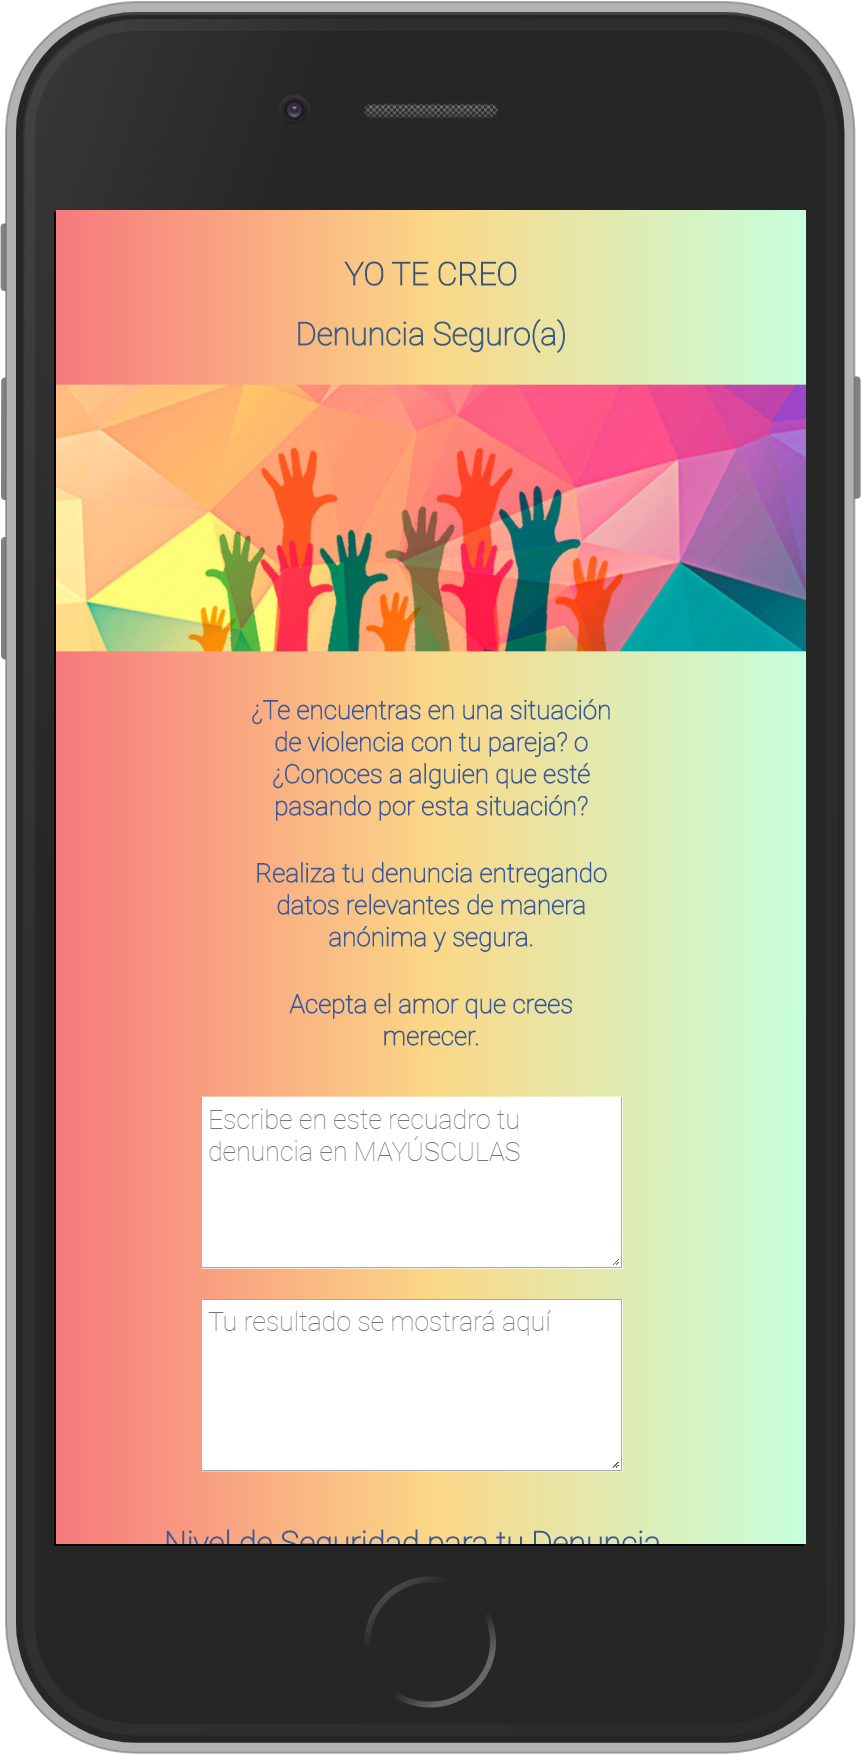 YO TE CREO
Denuncia Seguro(a)
¿Te encuentras en una situación
de violencia con tu pareja? o
¿Conoces a alguien que esté
pasando por esta situación?
Realiza tu denuncia entregando
datos relevantes de manera
anónima y segura.
Acepta el amor que crees
merecer.
Escribe en este recuadro tu
denuncia en MAYÚSCULAS
Tu resultado se mostrará aquí
Nivel de Seguridad para tu Denuncia